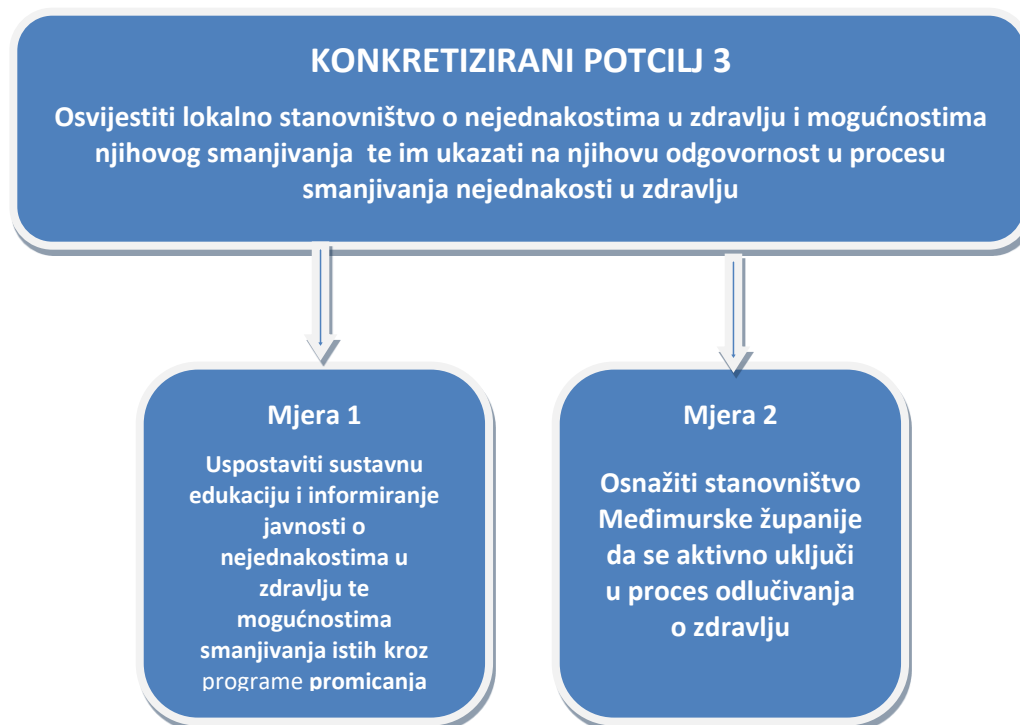 KONKRETIZIRANI POTCILJ 3
Osvijestiti lokalno stanovništvo o nejednakostima u zdravlju i mogućnostima
njihovog smanjivanja te im ukazati na njihovu odgovornost u procesu
smanjivanja nejednakosti u zdravlju
Mjera 1
Uspostaviti sustavnu
edukaciju i informiranje
javnosti o
nejednakostima u
zdravlju te
mogućnostima
smanjivanja istih kroz
programe promicanja
Mjera 2
Osnažiti stanovništvo
Međimurske županije
da se aktivno uključi
u proces odlučivanja
o zdravlju